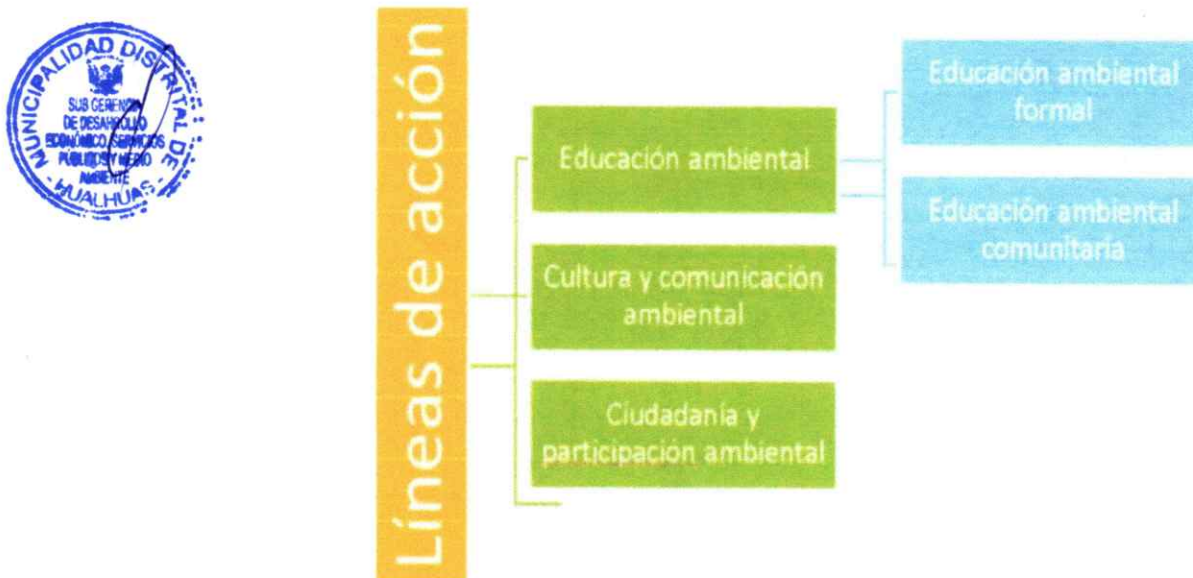 MUNICIPALIDAD DISTRITAL DE
- HUALHUAS -
SUB GERENCIA
DE DESARROLLO
ECONÓMICO, SERVICIOS
PÚBLICOS Y MEDIO
AMBIENTE
Líneas de acción
Educación ambiental
Cultura y comunicación
ambiental
Ciudadanía y
participación ambiental
Educación ambiental
formal
Educación ambiental
comunitaria